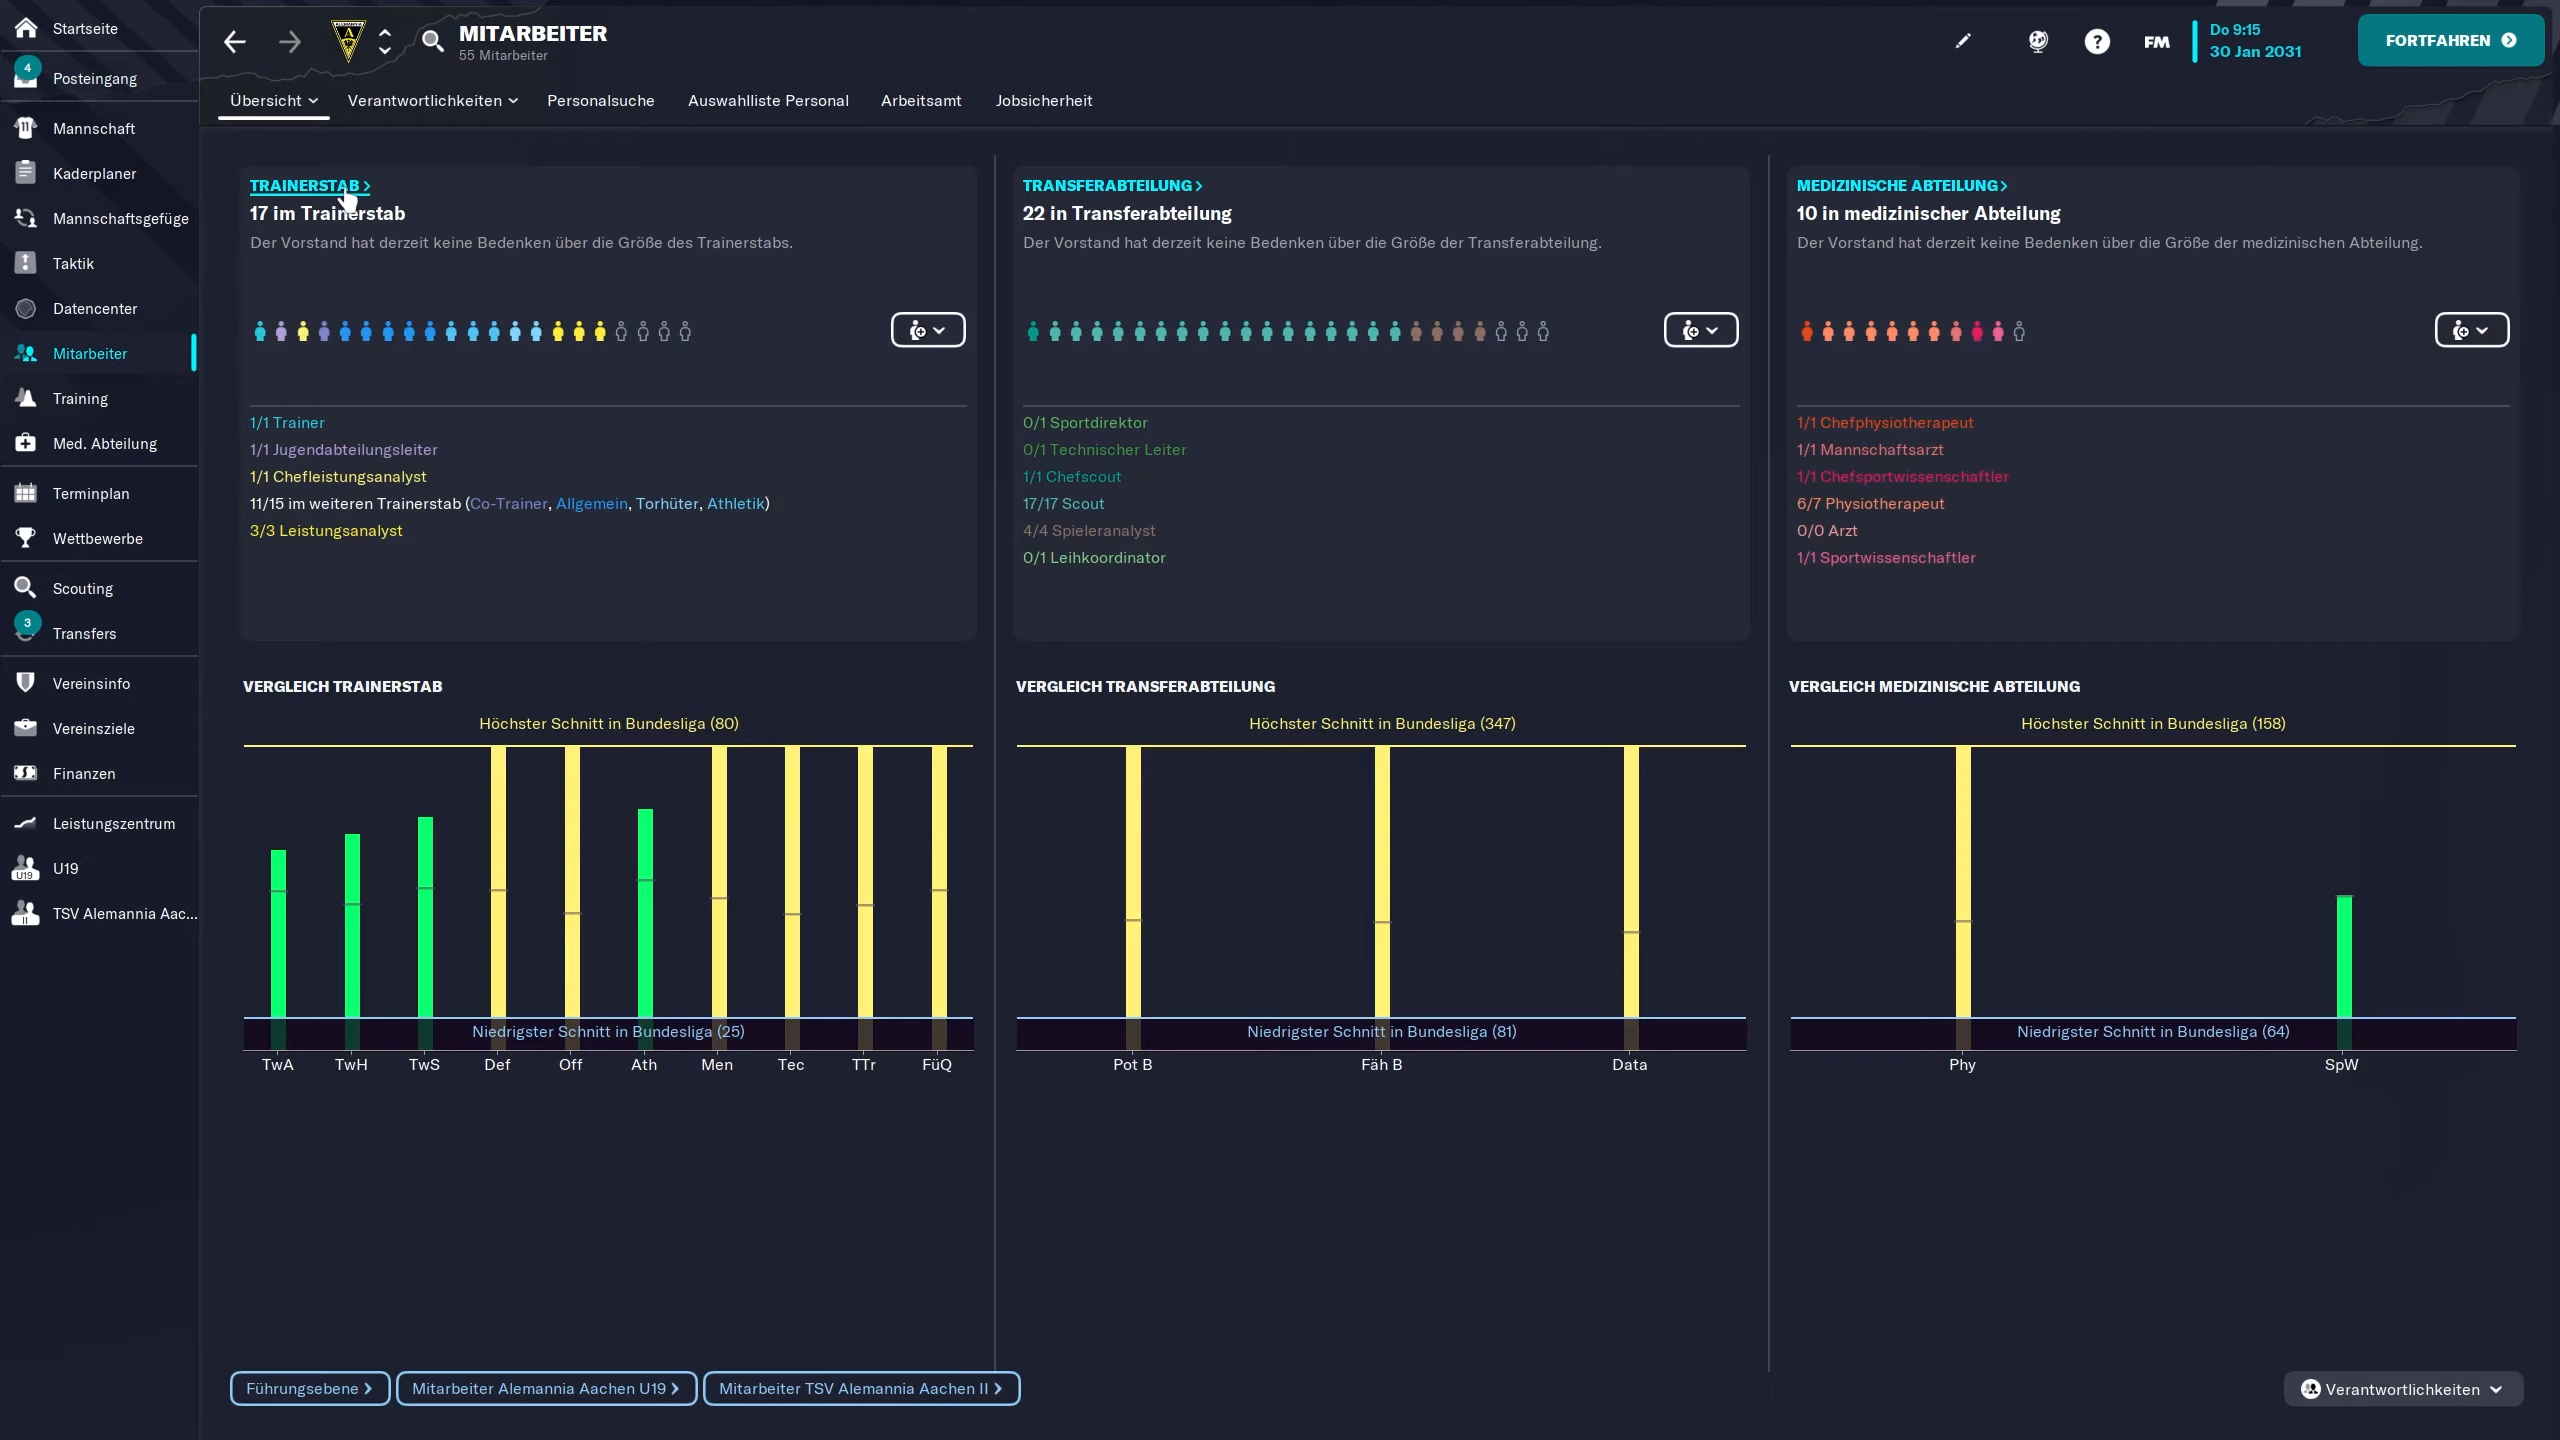 Startseite
4
Posteingang
Mannschaft
Kaderplaner
Mannschaftsgefüge
Taktik
Datencenter
Mitarbeiter
Training
Med. Abteilung
Terminplan
Wettbewerbe
Scouting
3
Transfers
Vereinsinfo
Vereinsziele
Finanzen
Leistungszentrum
U19
U19
II
TSV Alemannia Aac...
MITARBEITER
55 Mitarbeiter
FM
Do 9:15
30 Jan 2031
FORTFAHREN
Übersicht
Verantwortlichkeiten
Personalsuche
Auswahlliste Personal
Arbeitsamt
Jobsicherheit
TRAINERSTAB
17 im Trainerstab
Der Vorstand hat derzeit keine Bedenken über die Größe des Trainerstabs.
1/1 Trainer
1/1 Jugendabteilungsleiter
1/1 Chefleistungsanalyst
11/15 im weiteren Trainerstab (Co-Trainer, Allgemein, Torhüter, Athletik)
3/3 Leistungsanalyst
TRANSFERABTEILUNG
22 in Transferabteilung
Der Vorstand hat derzeit keine Bedenken über die Größe der Transferabteilung.
0/1 Sportdirektor
0/1 Technischer Leiter
1/1 Chefscout
17/17 Scout
4/4 Spieleranalyst
0/1 Leihkoordinator
MEDIZINISCHE ABTEILUNG
10 in medizinischer Abteilung
Der Vorstand hat derzeit keine Bedenken über die Größe der medizinischen Abteilung.
1/1 Chefphysiotherapeut
1/1 Mannschaftsarzt
1/1 Chefsportwissenschaftler
6/7 Physiotherapeut
0/0 Arzt
1/1 Sportwissenschaftler
VERGLEICH TRAINERSTAB
Höchster Schnitt in Bundesliga (80)
Niedrigster Schnitt in Bundesliga (25)
TwA TwH TwS Def Off Ath Men Tec TTr FüQ
VERGLEICH TRANSFERABTEILUNG
Höchster Schnitt in Bundesliga (347)
Niedrigster Schnitt in Bundesliga (81)
Pot B Fäh B Data
VERGLEICH MEDIZINISCHE ABTEILUNG
Höchster Schnitt in Bundesliga (158)
Niedrigster Schnitt in Bundesliga (64)
Phy SpW
Führungsebene
Mitarbeiter Alemannia Aachen U19
Mitarbeiter TSV Alemannia Aachen II
Verantwortlichkeiten